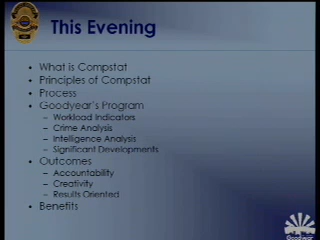 This Evening
• What is Compstat
• Principles of Compstat
• Process
• Goodyear's Program
– Workload Indicators
– Crime Analysis
– Intelligence Analysis
– Significant Developments
• Outcomes
– Accountability
– Creativity
– Results Oriented
• Benefits
Goodyear